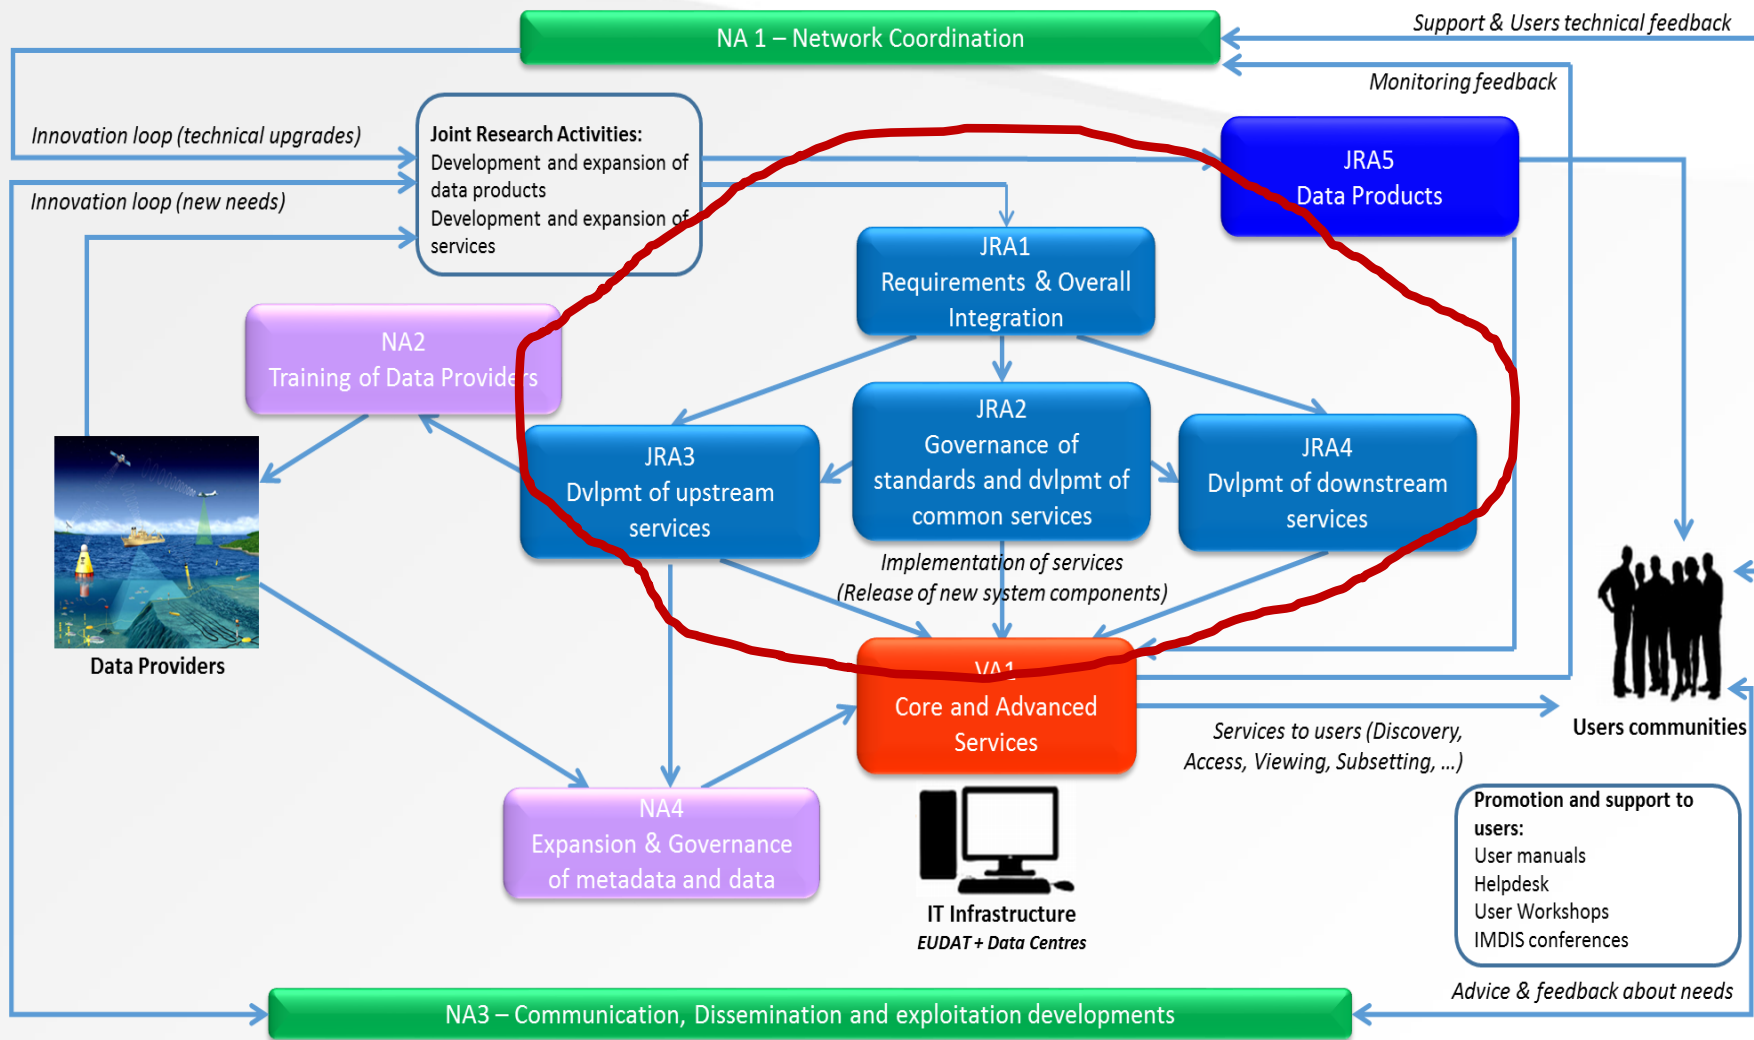 NA 1 – Network Coordination
Support & Users technical feedback
Monitoring feedback
Innovation loop (technical upgrades)
Innovation loop (new needs)
Joint Research Activities:
Development and expansion of
data products
Development and expansion of
services
JRA5
Data Products
JRA1
Requirements & Overall
Integration
NA2
Training of Data Providers
JRA3
Dvlpmt of upstream
services
JRA2
Governance of
standards and dvlpmt of
common services
JRA4
Dvlpmt of downstream
services
Implementation of services
(Release of new system components)
Data Providers
VA1
Core and Advanced
Services
Services to users (Discovery,
Access, Viewing, Subsetting, ...)
Users communities
NA4
Expansion & Governance
of metadata and data
IT Infrastructure
EUDAT + Data Centres
Promotion and support to
users:
User manuals
Helpdesk
User Workshops
IMDIS conferences
Advice & feedback about needs
NA3 – Communication, Dissemination and exploitation developments